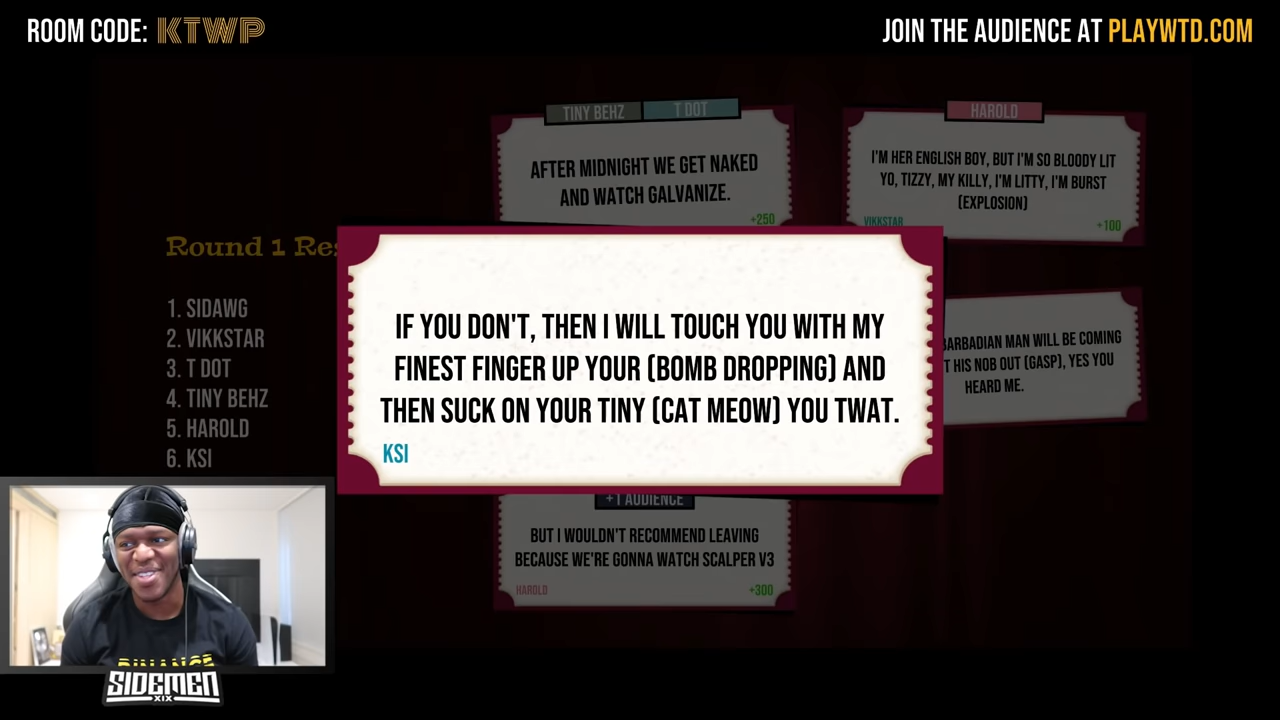 ROOM CODE: KTWP
JOIN THE AUDIENCE AT PLAYWTD.COM
TINY BEHZ
T DOT
HAROLD
AFTER MIDNIGHT WE GET NAKED
AND WATCH GALVANIZE.
+250
I'M HER ENGLISH BOY, BUT I'M SO BLOODY LIT
YO, TIZZY, MY KILLY, I'M LITTY, I'M BURST
(EXPLOSION)
VIKKSTAR
+100
Round 1 Re
1. SIDAWG
2. VIKKSTAR
3. T DOT
4. TINY BEHZ
5. HAROLD
6. KSI
IF YOU DON'T, THEN I WILL TOUCH YOU WITH MY
FINEST FINGER UP YOUR (BOMB DROPPING) AND
THEN SUCK ON YOUR TINY (CAT MEOW) YOU TWAT.
KSI
BARBADIAN MAN WILL BE COMING
T HIS NOB OUT (GASP), YES YOU
HEARD ME.
+1 AUDIENCE
BUT I WOULDN'T RECOMMEND LEAVING
BECAUSE WE'RE GONNA WATCH SCALPER V3
HAROLD
+300
BINANCE
SIDEMEN
XIX